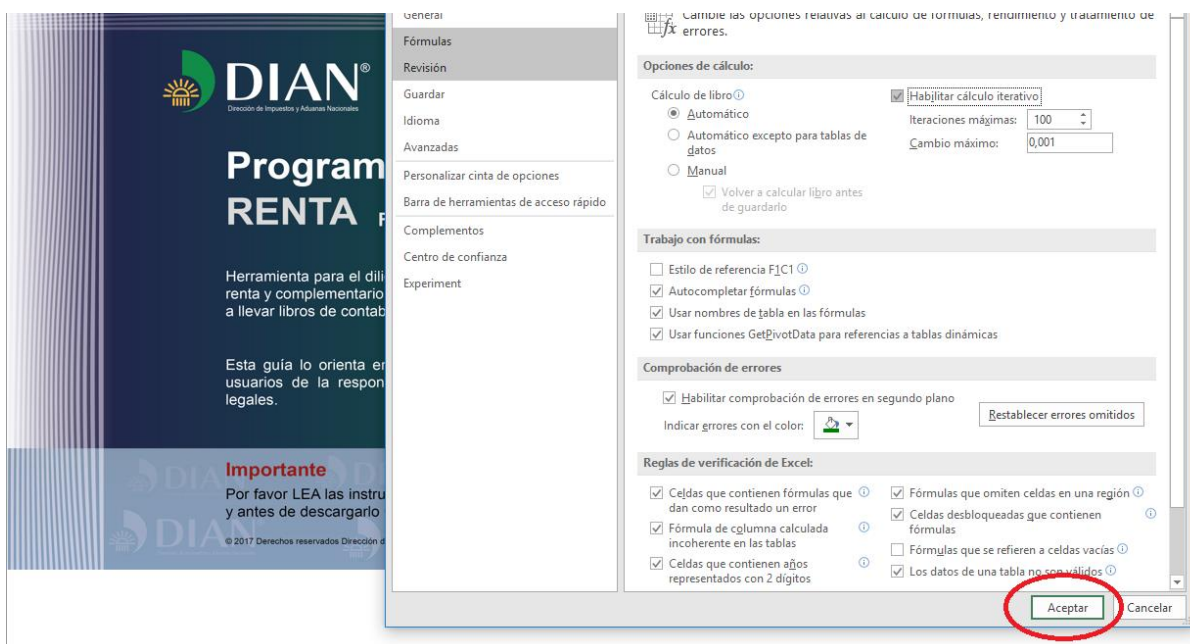 DIAN®
Dirección de Impuestos y Aduanas Nacionales
Program
RENTA
Herramienta para el dili
renta y complementario
a llevar libros de contab
Esta guía lo orienta en
usuarios de la respon
legales.
Importante
Por favor LEA las instru
y antes de descargarlo
© 2017 Derechos reservados Dirección d
DIAN
DIAN
General
Fórmulas
Revisión
Guardar
Idioma
Avanzadas
Personalizar cinta de opciones
Barra de herramientas de acceso rápido
Complementos
Centro de confianza
Experiment
fx Cambie las opciones relativas al cálculo de fórmulas, rendimiento y tratamiento de
errores.
Opciones de cálculo:
Cálculo de libro
Automático
Automático excepto para tablas de
datos
Manual
Volver a calcular libro antes
de guardarlo
Habilitar cálculo iterativo
Iteraciones máximas: 100
Cambio máximo: 0,001
Trabajo con fórmulas:
Estilo de referencia F1C1
Autocompletar fórmulas
Usar nombres de tabla en las fórmulas
Usar funciones GetPivotData para referencias a tablas dinámicas
Comprobación de errores
Habilitar comprobación de errores en segundo plano
Indicar errores con el color:
Restablecer errores omitidos
Reglas de verificación de Excel:
Celdas que contienen fórmulas que
dan como resultado un error
Fórmula de columna calculada
incoherente en las tablas
Celdas que contienen años
representados con 2 dígitos
Fórmulas que omiten celdas en una región
Celdas desbloqueadas que contienen
fórmulas
Fórmulas que se refieren a celdas vacías
Los datos de una tabla no son válidos
Aceptar
Cancelar